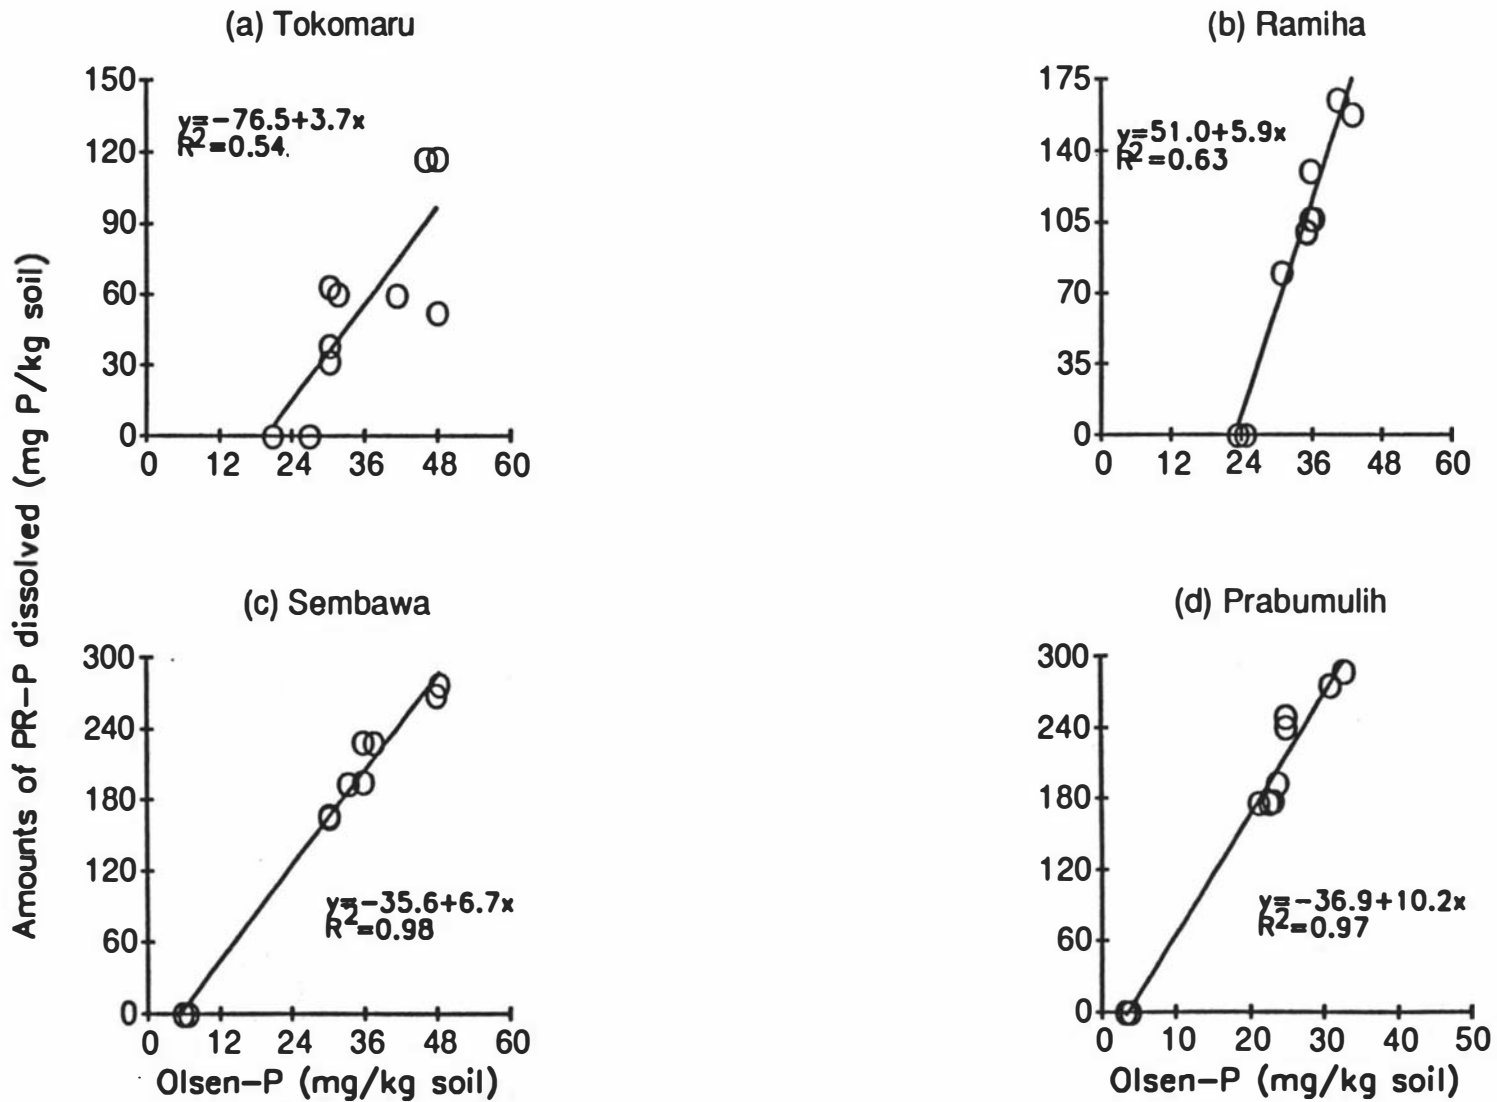 (a) Tokomaru
150
120
90
60
30
0
0 12 24 36 48 60
y=-76.5+3.7x
R2=0.54
(b) Ramiha
175
140
105
70
35
0
0 12 24 36 48 60
y=51.0+5.9x
R2=0.63
Amounts of PR-P dissolved (mg P/kg soil)
(c) Sembawa
300
240
180
120
60
0
0 12 24 36 48 60
y=-35.6+6.7x
R2=0.98
Olsen-P (mg/kg soil)
(d) Prabumulih
300
240
180
120
60
0
0 10 20 30 40 50
y=-36.9+10.2x
R2=0.97
Olsen-P (mg/kg soil)